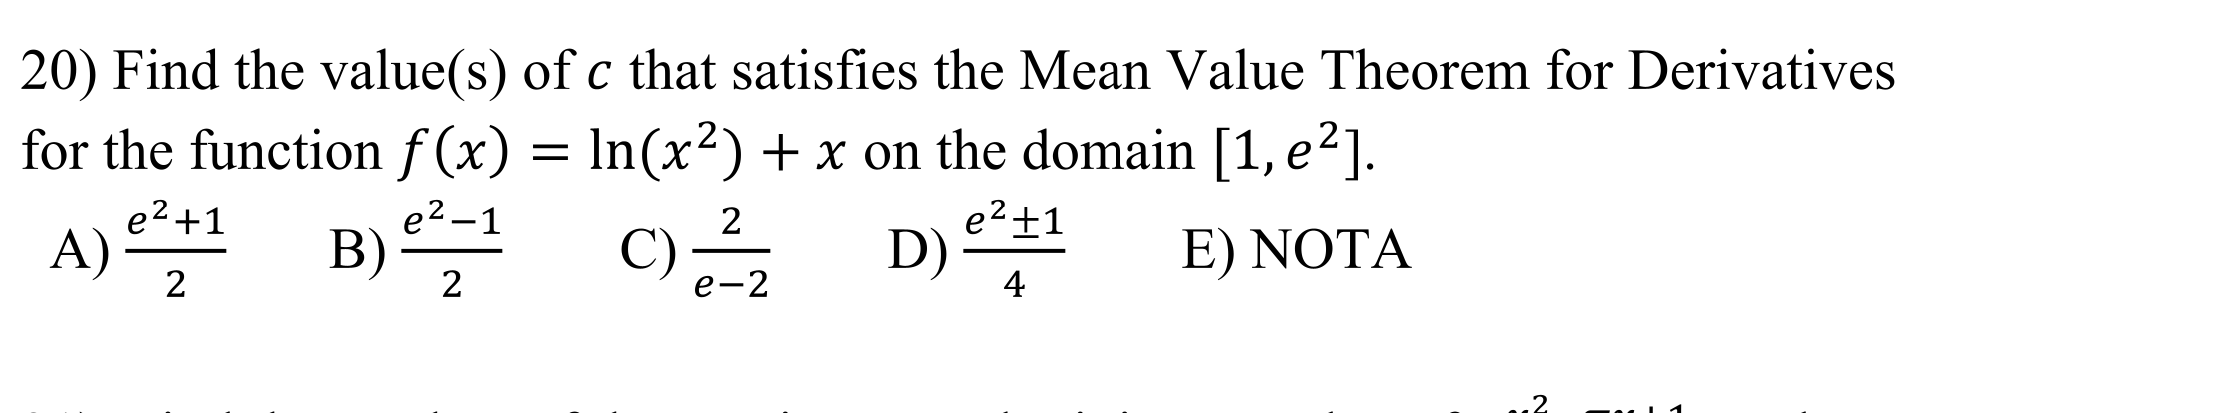 20) Find the value(s) of c that satisfies the Mean Value Theorem for Derivatives
for the function f(x) = ln(x²) + x on the domain [1, e²].
A) (e²+1)/2 B) (e²−1)/2 C) 2/(e−2) D) (e²±1)/4 E) NOTA